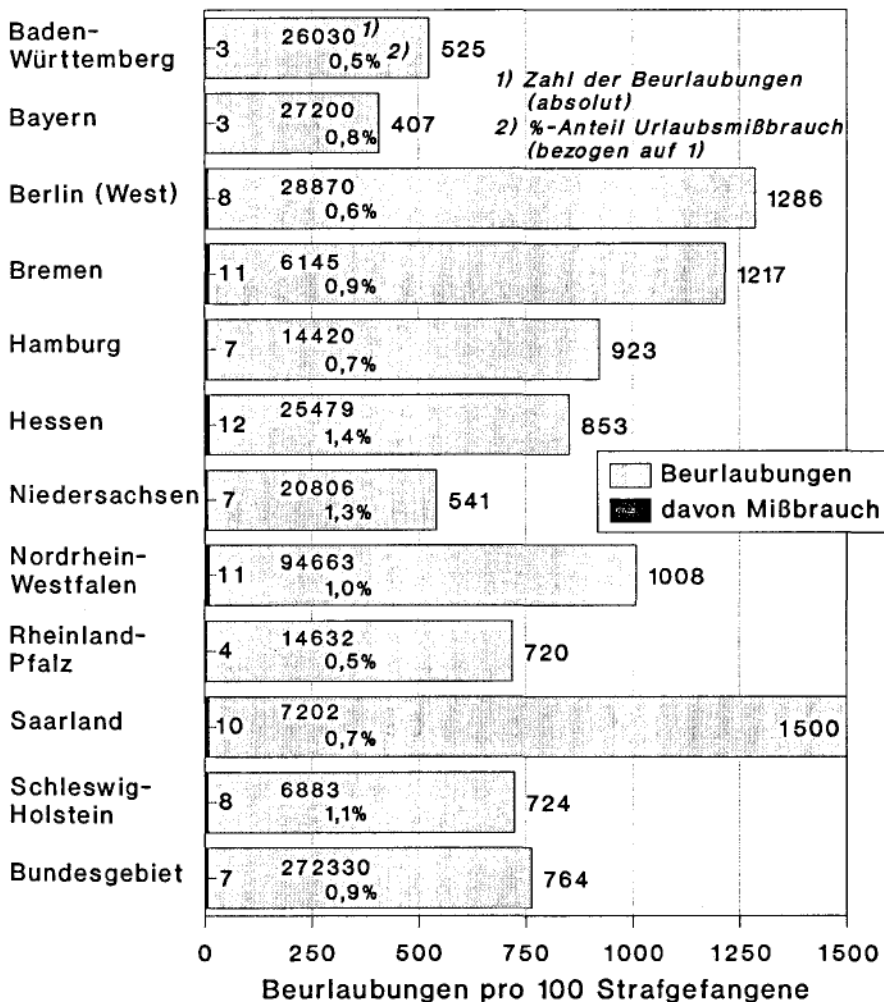 Baden-
Württemberg
3
26030 1)
0,5% 2)
525
1) Zahl der Beurlaubungen
(absolut)
2) %-Anteil Urlaubsmißbrauch
(bezogen auf 1)
Bayern
3
27200
0,8%
407
Berlin (West)
8
28870
0,6%
1286
Bremen
11
6145
0,9%
1217
Hamburg
7
14420
0,7%
923
Hessen
12
25479
1,4%
853
Beurlaubungen
davon Mißbrauch
Niedersachsen
7
20806
1,3%
541
Nordrhein-
Westfalen
11
94663
1,0%
1008
Rheinland-
Pfalz
4
14632
0,5%
720
Saarland
10
7202
0,7%
1500
Schleswig-
Holstein
8
6883
1,1%
724
Bundesgebiet
7
272330
0,9%
764
0 250 500 750 1000 1250 1500
Beurlaubungen pro 100 Strafgefangene